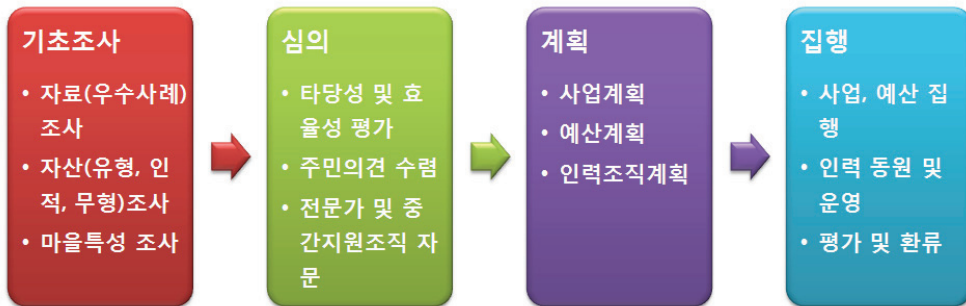 기초조사
• 자료(우수사례)
조사
• 자산(유형, 인
적, 무형)조사
• 마을특성 조사
심의
• 타당성 및 효
율성 평가
• 주민의견 수렴
• 전문가 및 중
간지원조직 자
문
계획
• 사업계획
• 예산계획
• 인력조직계획
집행
• 사업, 예산 집
행
• 인력 동원 및
운영
• 평가 및 환류